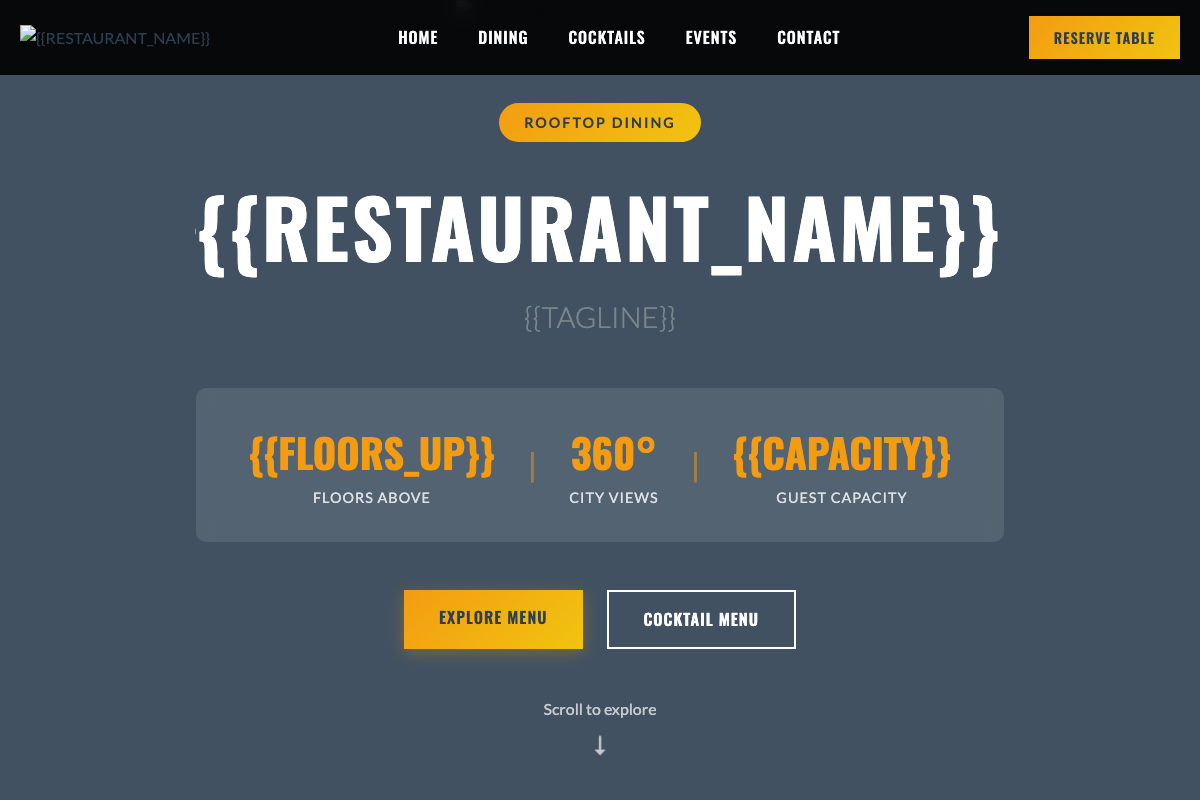 {{RESTAURANT_NAME}}
HOME DINING COCKTAILS EVENTS CONTACT
RESERVE TABLE
ROOFTOP DINING
{{RESTAURANT_NAME}}
{{TAGLINE}}
{{FLOORS_UP}} | 360° | {{CAPACITY}}
FLOORS ABOVE CITY VIEWS GUEST CAPACITY
EXPLORE MENU COCKTAIL MENU
Scroll to explore
↓